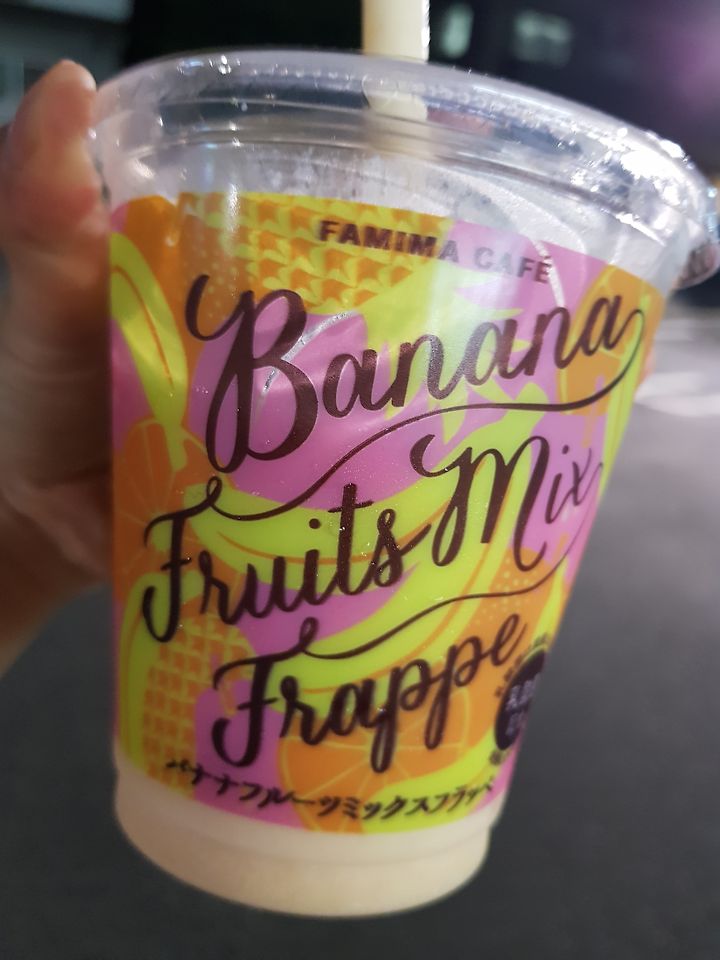 FAMIMA CAFÉ
Banana
Fruits Mix
Frappe
バナナフルーツミックスフラッペ